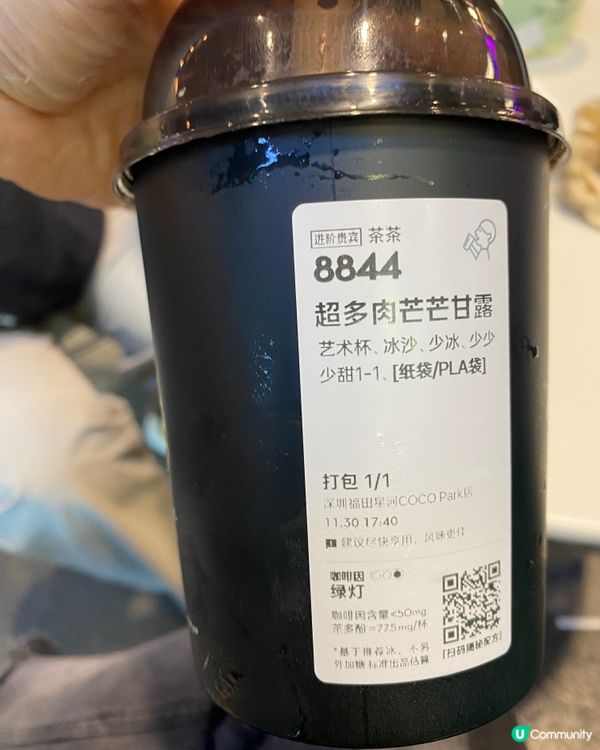 进阶贵宾 茶茶
8844
超多肉芒芒甘露
艺术杯、冰沙、少冰、少少
少甜1-1、[纸袋/PLA袋]
打包 1/1
深圳福田星河COCO Park店
11.30 17:40
建议尽快享用，风味更佳
咖啡因
绿灯
咖啡因含量<50mg
茶多酚≈77.5mg/杯
*基于推荐冰、不另
外加糖 标准出品估算
[扫码揭秘配方]
U Community